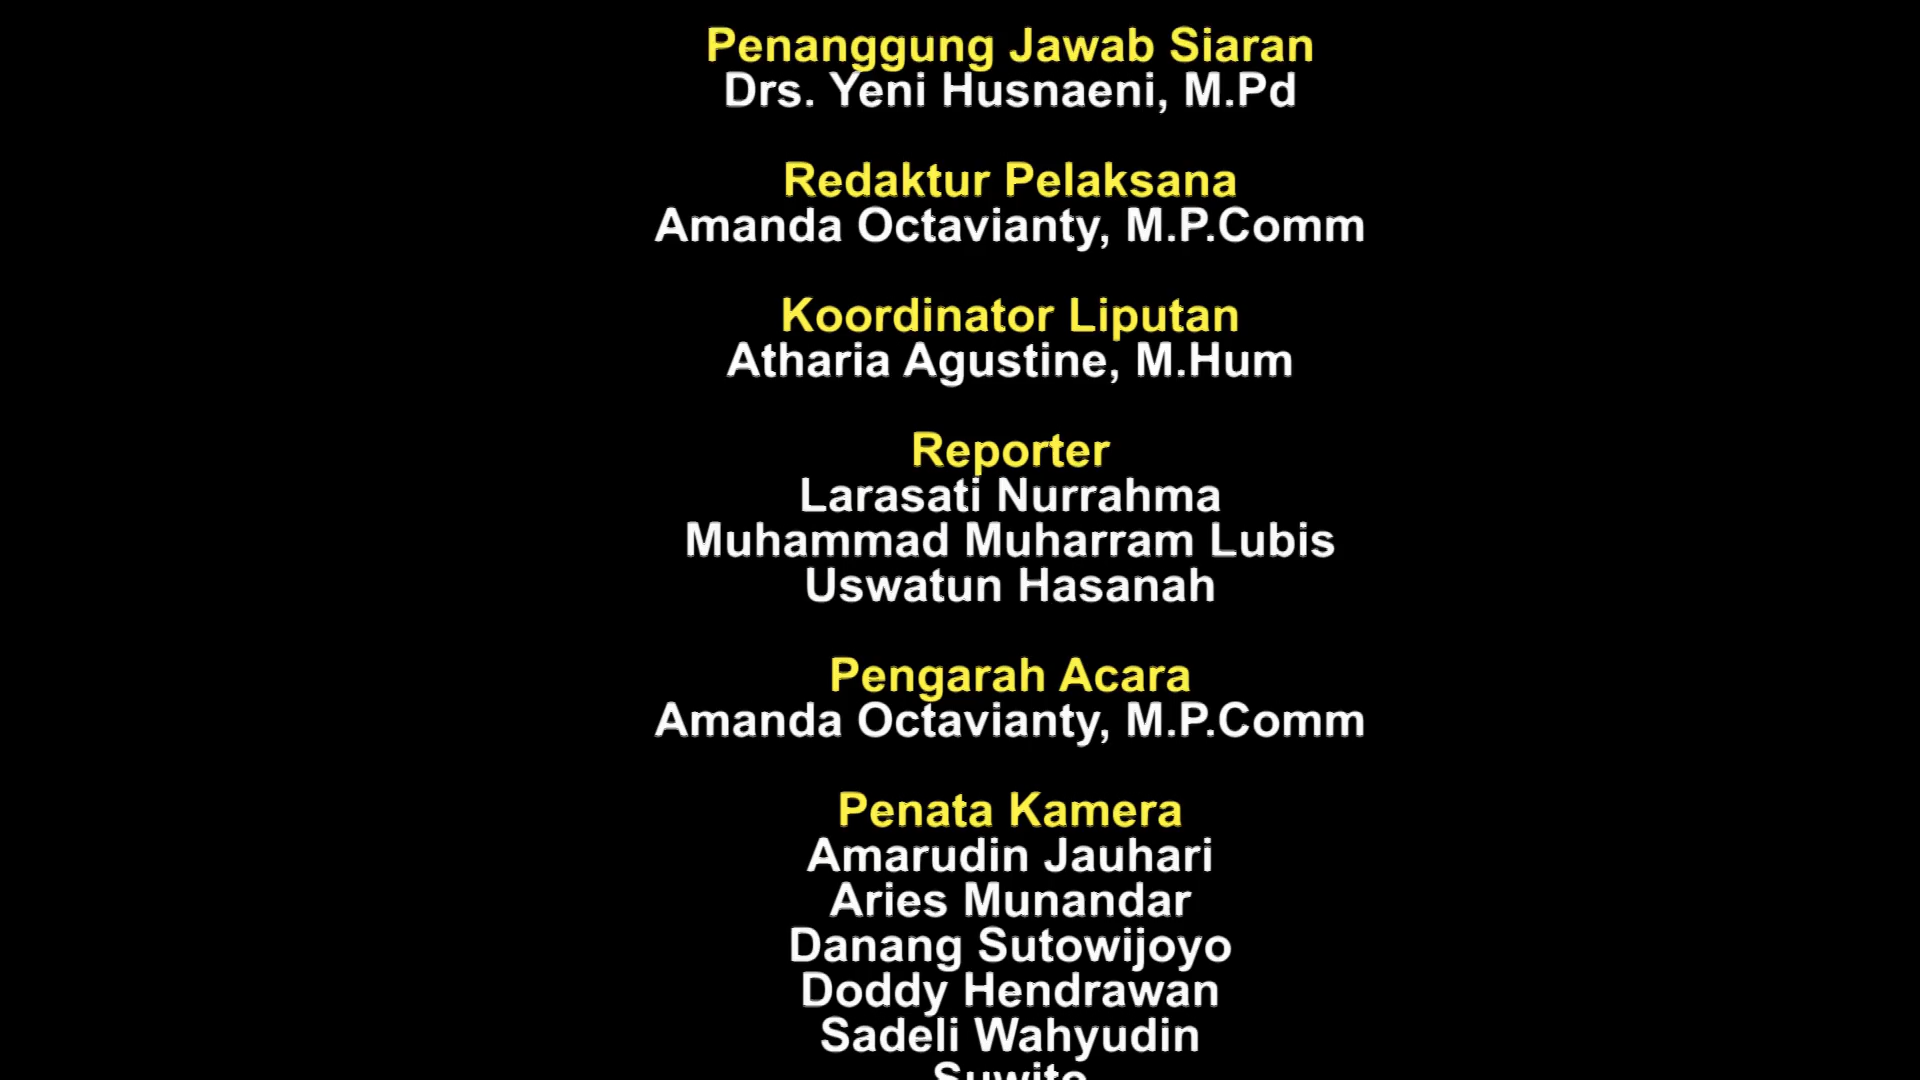 Penanggung Jawab Siaran
Drs. Yeni Husnaeni, M.Pd
Redaktur Pelaksana
Amanda Octavianty, M.P.Comm
Koordinator Liputan
Atharia Agustine, M.Hum
Reporter
Larasati Nurrahma
Muhammad Muharram Lubis
Uswatun Hasanah
Pengarah Acara
Amanda Octavianty, M.P.Comm
Penata Kamera
Amarudin Jauhari
Aries Munandar
Danang Sutowijoyo
Doddy Hendrawan
Sadeli Wahyudin
Suwito